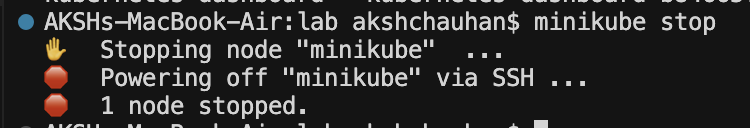 AKSHs-MacBook-Air:lab akshchauhan$ minikube stop
✋  Stopping node "minikube"  ...
🛑  Powering off "minikube" via SSH ...
🛑  1 node stopped.